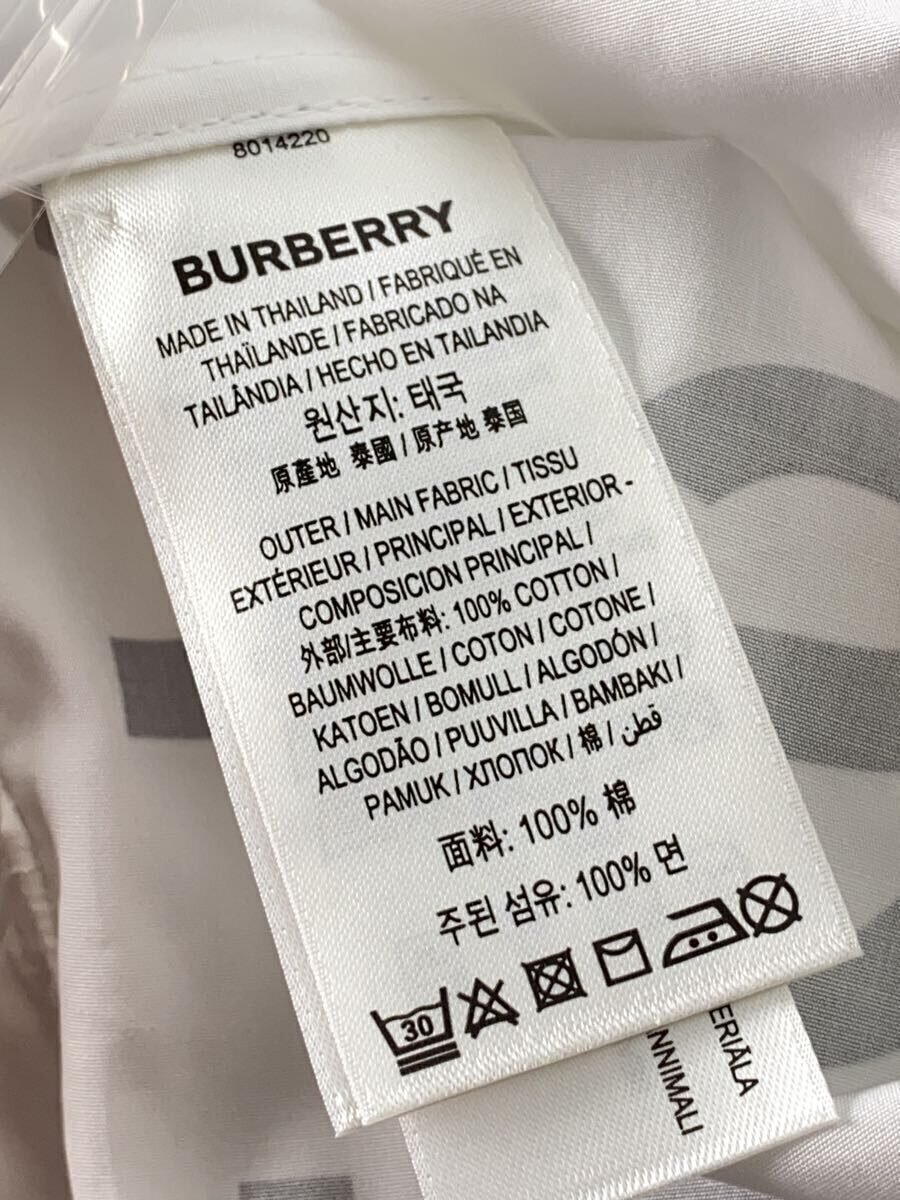 8014220
BURBERRY
MADE IN THAILAND / FABRIQUÉ EN
THAÏLANDE / FABRICADO NA
TAILÂNDIA / HECHO EN TAILANDIA
원산지: 태국
原產地 泰國 / 原产地 泰国
OUTER / MAIN FABRIC / TISSU
EXTÉRIEUR / PRINCIPAL / EXTERIOR -
COMPOSICION PRINCIPAL /
外部/主要布料: 100% COTTON /
BAUMWOLLE / COTON / COTONE /
KATOEN / BOMULL / ALGODÓN /
ALGODÃO / PUUVILLA / BAMBAKI /
PAMUK / ХЛОПОК / 棉 / قطن
面料: 100% 棉
주된 섬유: 100% 면
30